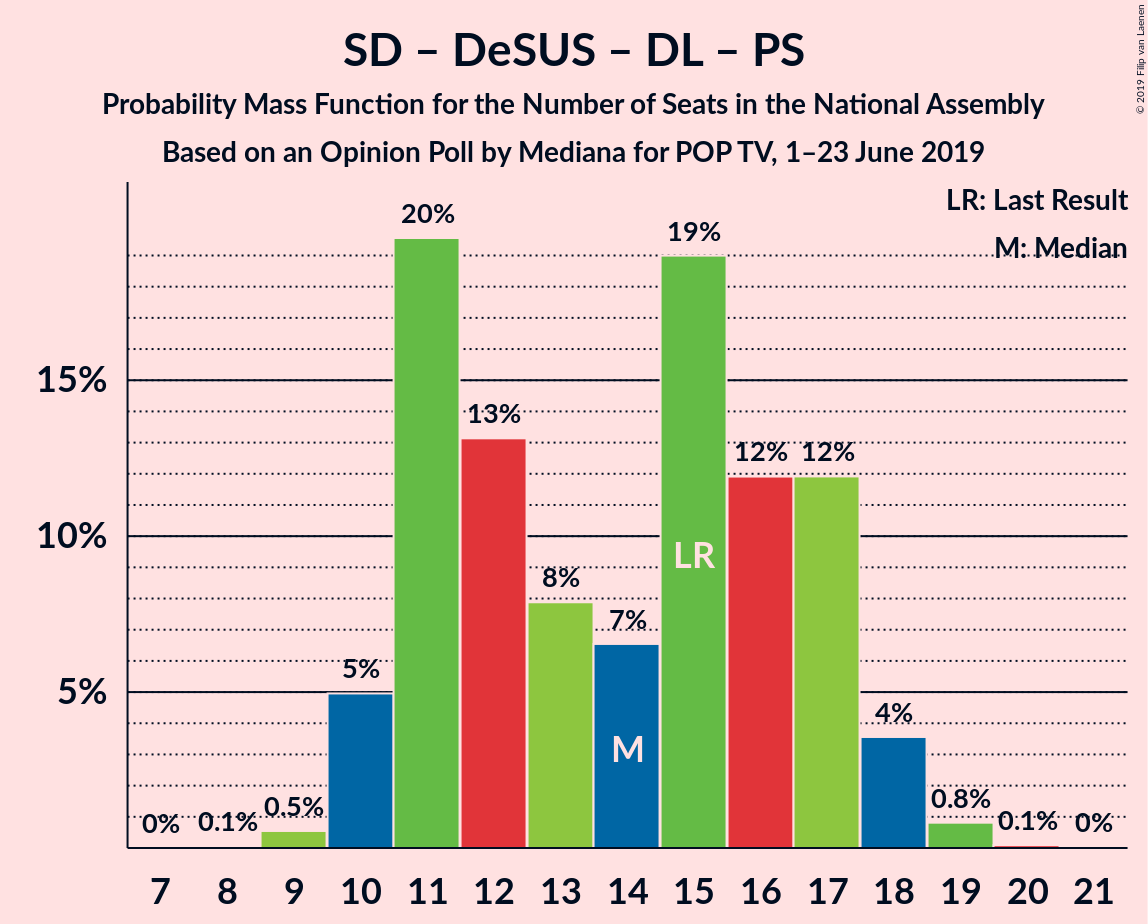 SD – DeSUS – DL – PS
Probability Mass Function for the Number of Seats in the National Assembly
Based on an Opinion Poll by Mediana for POP TV, 1–23 June 2019
© 2019 Filip van Laenen
LR: Last Result
M: Median
20%
19%
15%
13%
12% 12%
10%
LR
8%
7%
5%
5%
4%
M
0.5%
0.8%
0% 0.1%
0.1% 0%
7 8 9 10 11 12 13 14 15 16 17 18 19 20 21